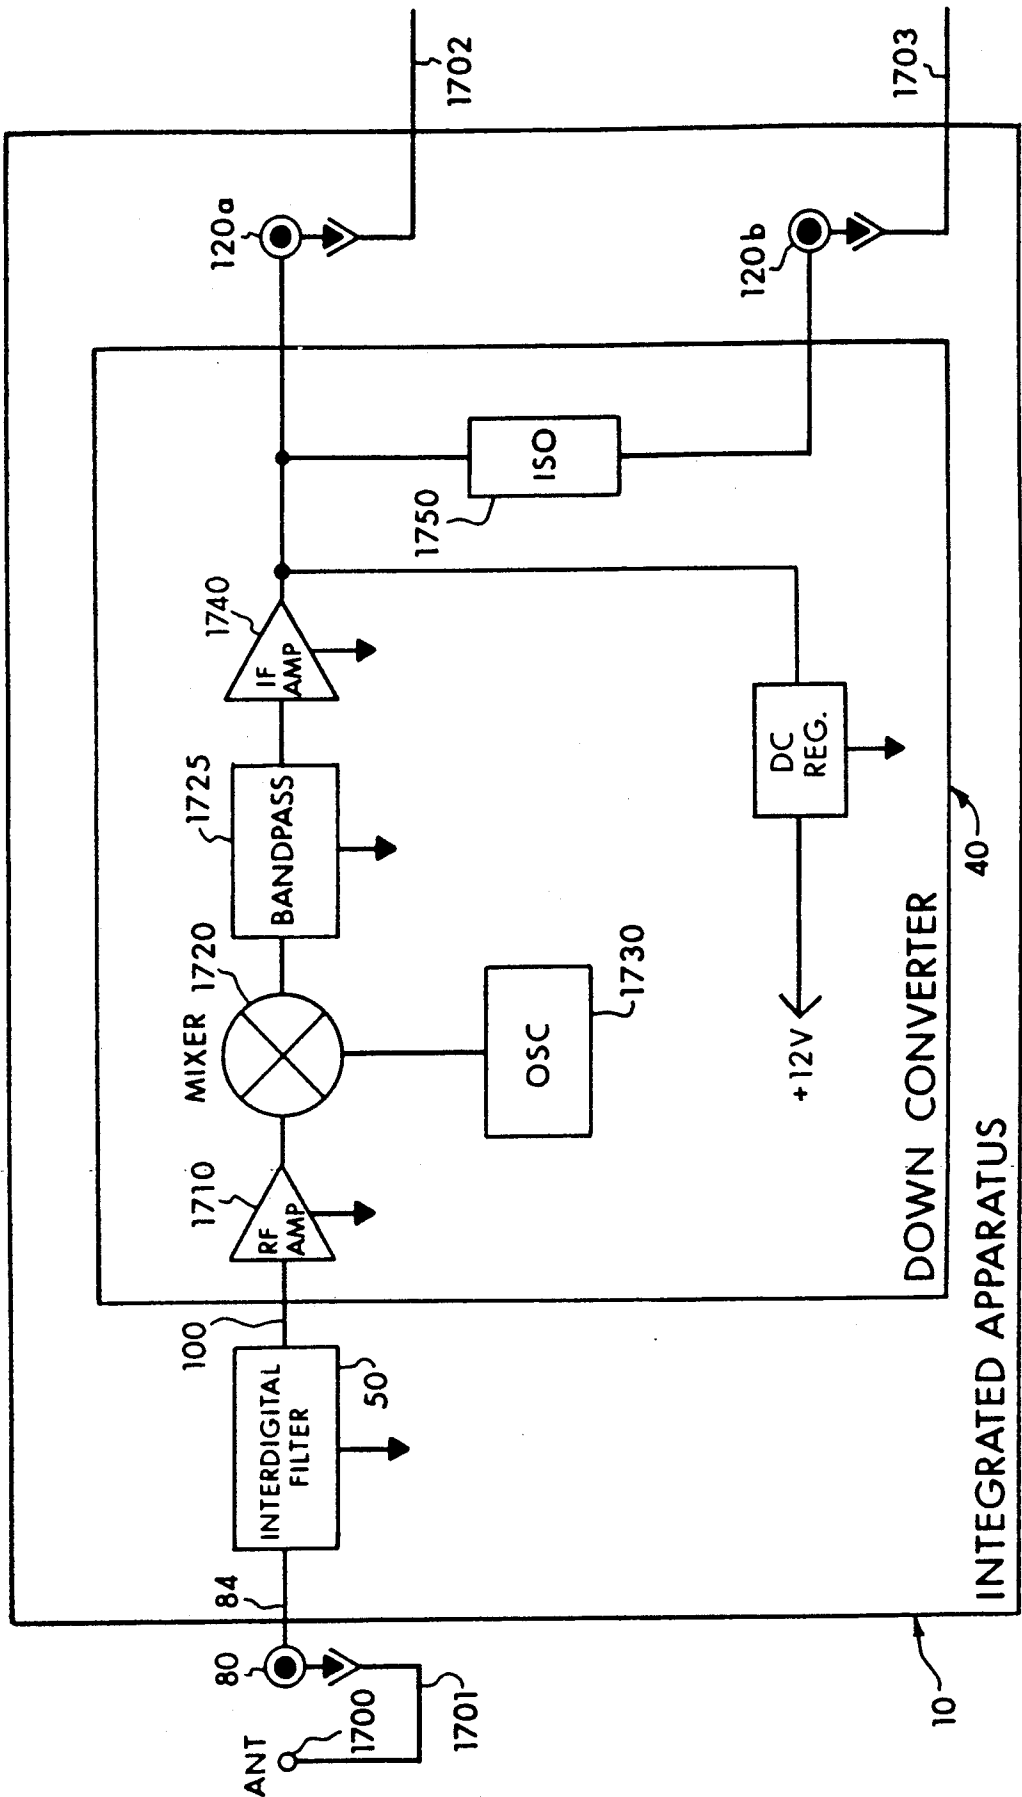 ANT
1700
1701
80
84
INTERDIGITAL
FILTER
50
100
RF
AMP
1710
MIXER
1720
OSC
1730
BANDPASS
1725
IF
AMP
1740
ISO
1750
DC
REG.
+12V
120a
1702
120b
1703
DOWN CONVERTER
40
INTEGRATED APPARATUS
10